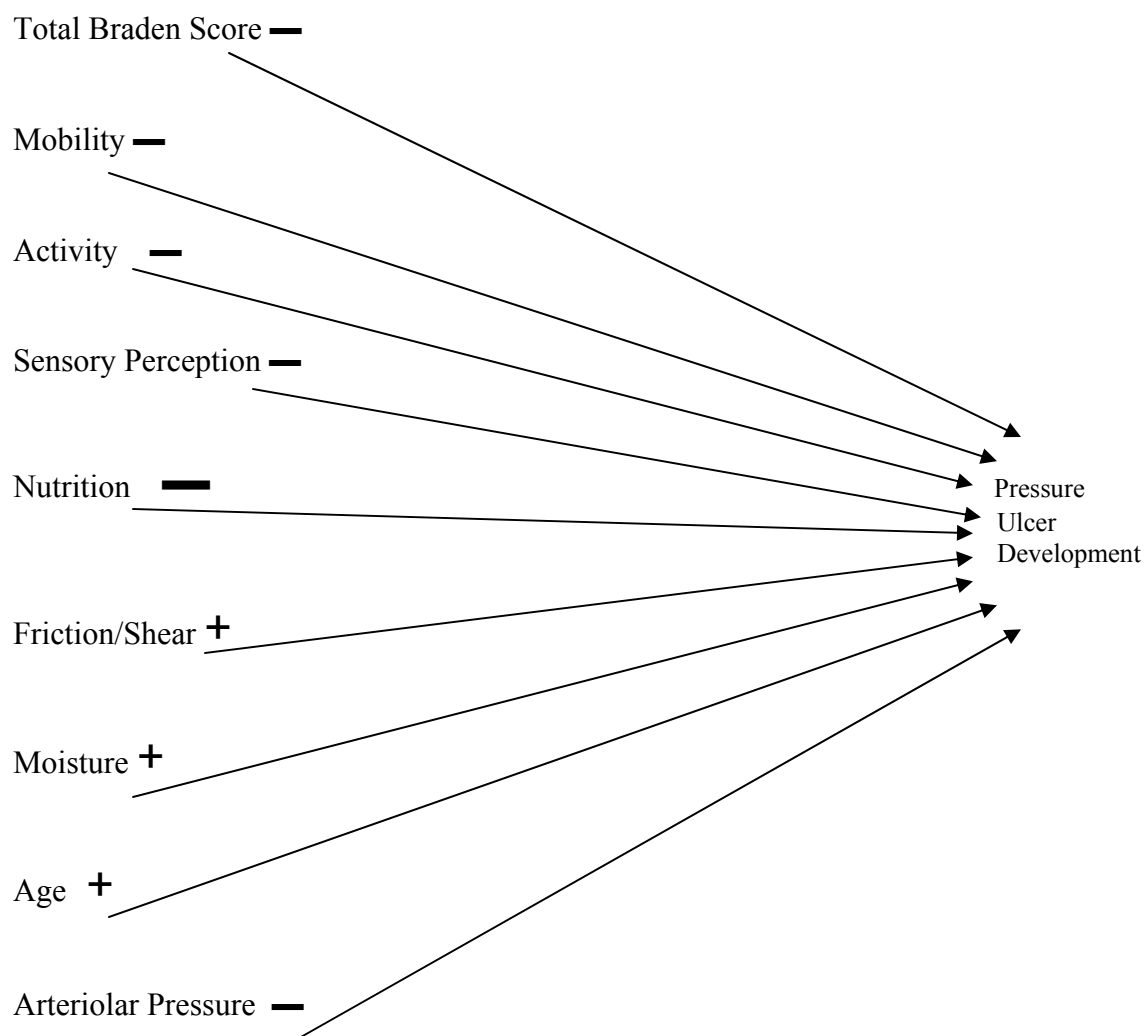 Total Braden Score −
Mobility −
Activity −
Sensory Perception −
Nutrition −
Pressure
Ulcer
Development
Friction/Shear +
Moisture +
Age +
Arteriolar Pressure −